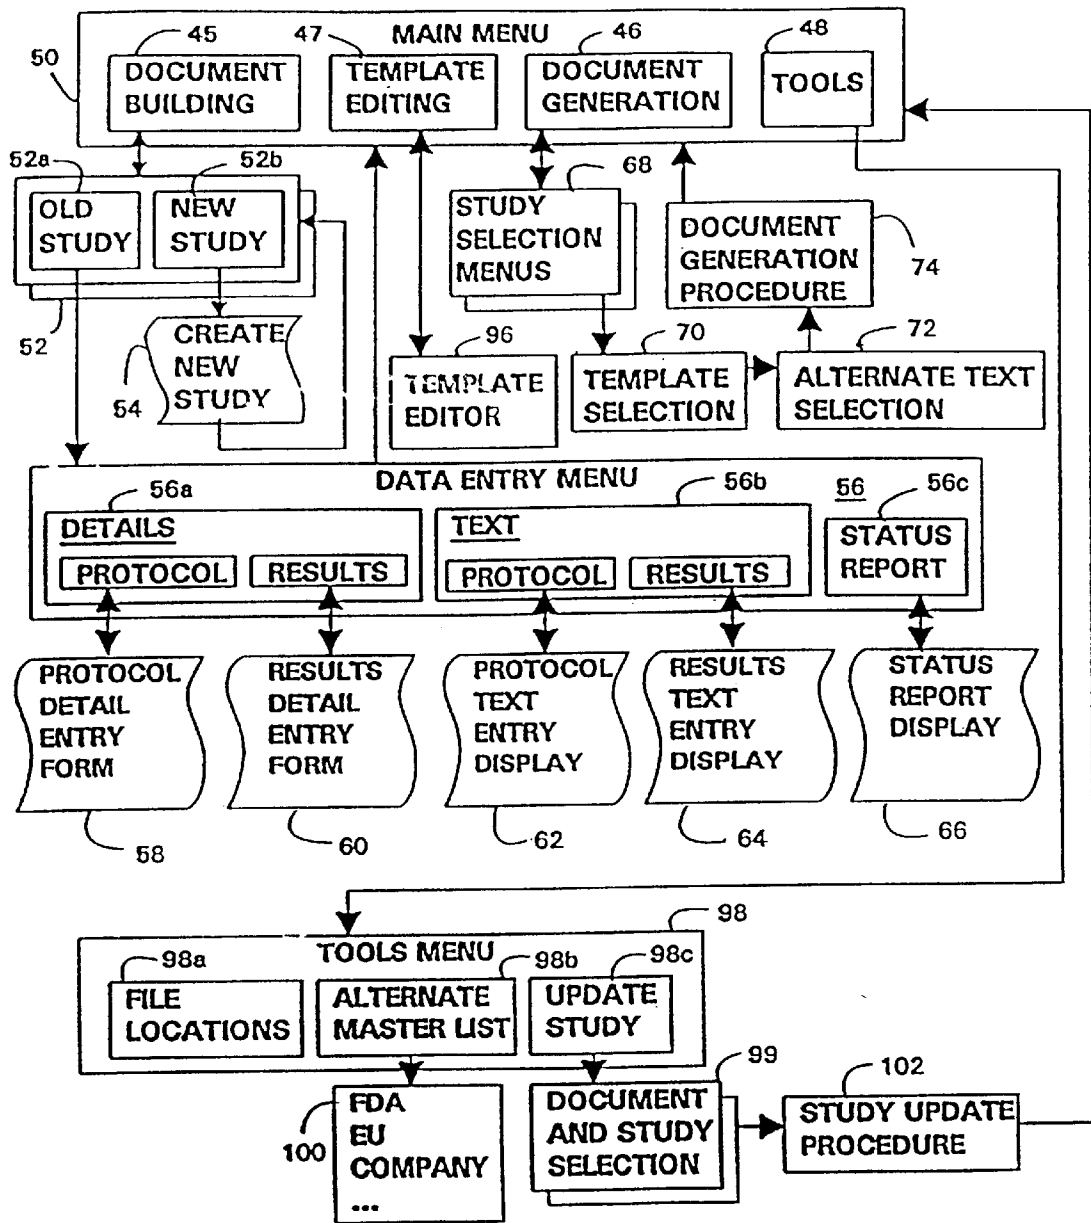 45
47
MAIN MENU
46
48
50
DOCUMENT
BUILDING
TEMPLATE
EDITING
DOCUMENT
GENERATION
TOOLS
52a
52b
68
OLD
STUDY
NEW
STUDY
STUDY
SELECTION
MENUS
DOCUMENT
GENERATION
PROCEDURE
74
52
54
CREATE
NEW
STUDY
96
70
72
TEMPLATE
EDITOR
TEMPLATE
SELECTION
ALTERNATE TEXT
SELECTION
DATA ENTRY MENU
56a
56b
56
56c
DETAILS
PROTOCOL
RESULTS
TEXT
PROTOCOL
RESULTS
STATUS
REPORT
PROTOCOL
DETAIL
ENTRY
FORM
RESULTS
DETAIL
ENTRY
FORM
PROTOCOL
TEXT
ENTRY
DISPLAY
RESULTS
TEXT
ENTRY
DISPLAY
STATUS
REPORT
DISPLAY
58
60
62
64
66
98
TOOLS MENU
98a
98b
98c
FILE
LOCATIONS
ALTERNATE
MASTER LIST
UPDATE
STUDY
99
102
100
FDA
EU
COMPANY
...
DOCUMENT
AND STUDY
SELECTION
STUDY UPDATE
PROCEDURE